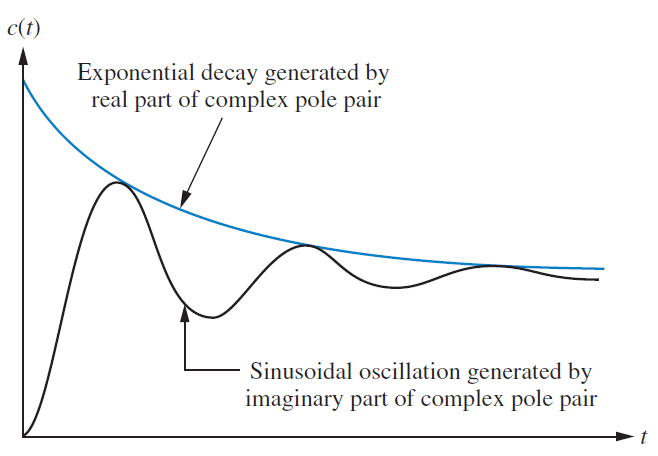 c(t)
Exponential decay generated by
real part of complex pole pair
Sinusoidal oscillation generated by
imaginary part of complex pole pair
t